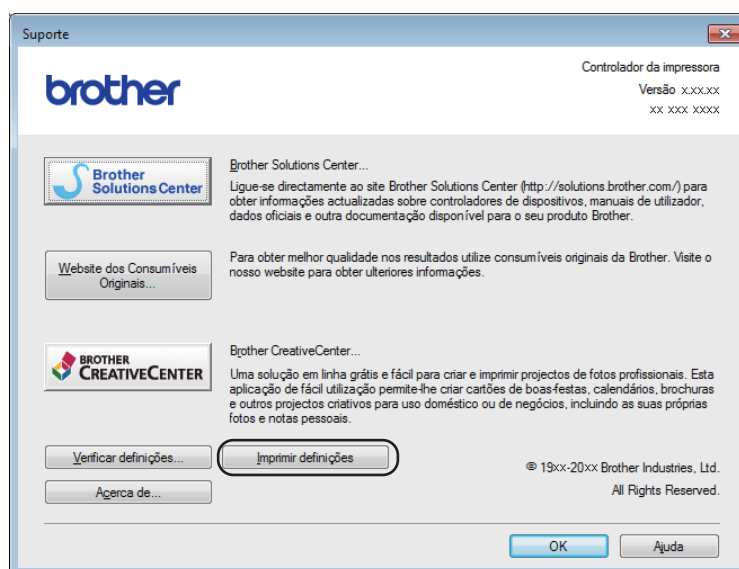 Suporte
brother
Controlador da impressora
Versão x.xx.xx
xx xxx xxxx
Brother
Solutions Center
Brother Solutions Center...
Ligue-se directamente ao site Brother Solutions Center (http://solutions.brother.com/) para
obter informações actualizadas sobre controladores de dispositivos, manuais de utilizador,
dados oficiais e outra documentação disponível para o seu produto Brother.
Website dos Consumíveis
Originais...
Para obter melhor qualidade nos resultados utilize consumíveis originais da Brother. Visite o
nosso website para obter ulteriores informações.
BROTHER
CREATIVECENTER
Brother CreativeCenter...
Uma solução em linha grátis e fácil para criar e imprimir projectos de fotos profissionais. Esta
aplicação de fácil utilização permite-lhe criar cartões de boas-festas, calendários, brochuras
e outros projectos criativos para uso doméstico ou de negócios, incluindo as suas próprias
fotos e notas pessoais.
Verificar definições...
Imprimir definições
Acerca de...
© 19xx-20xx Brother Industries, Ltd.
All Rights Reserved.
OK
Ajuda